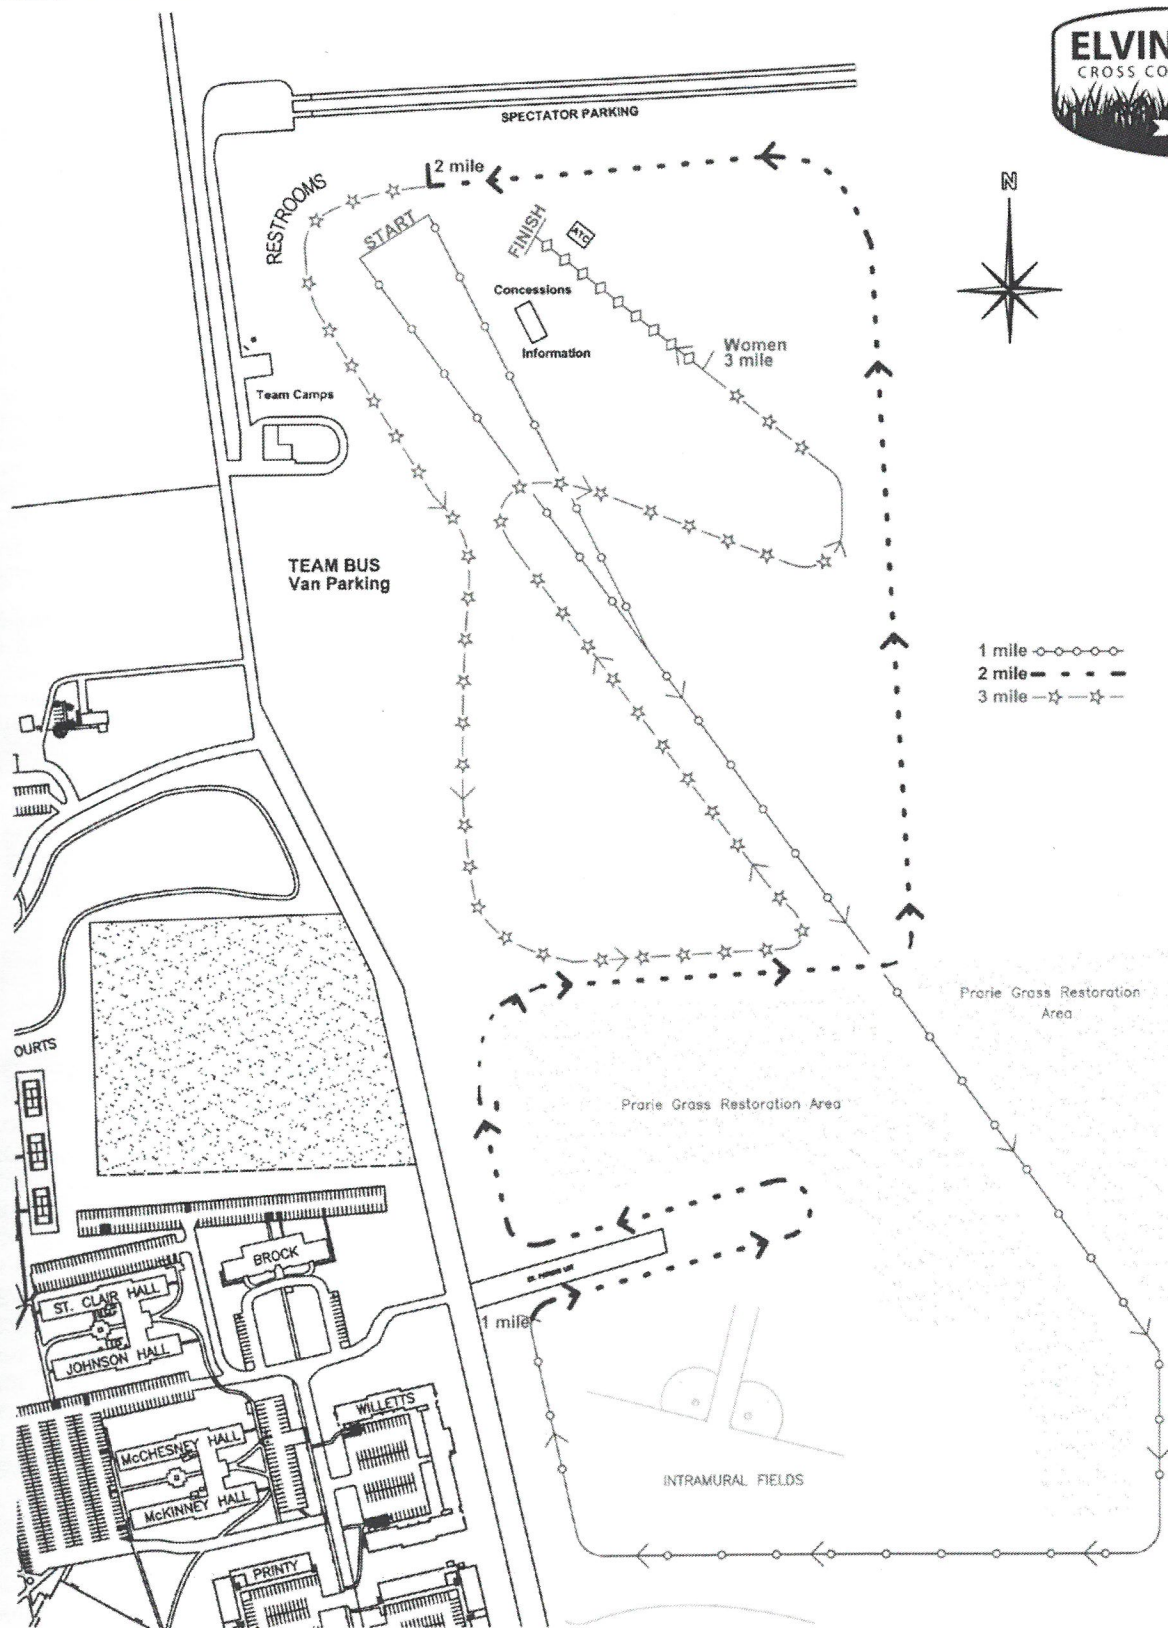 ELVIN
CROSS CO
SPECTATOR PARKING
2 mile
RESTROOMS
START
FINISH
ATC
N
Concessions
Information
Women
3 mile
Team Camps
TEAM BUS
Van Parking
1 mile
2 mile
3 mile
Prarie Grass Restoration
Area
OURTS
Prarie Grass Restoration Area
BROCK
ST. CLAIR HALL
1 mile
JOHNSON HALL
WILLETTS
McCHESNEY HALL
INTRAMURAL FIELDS
McKINNEY HALL
PRINTY